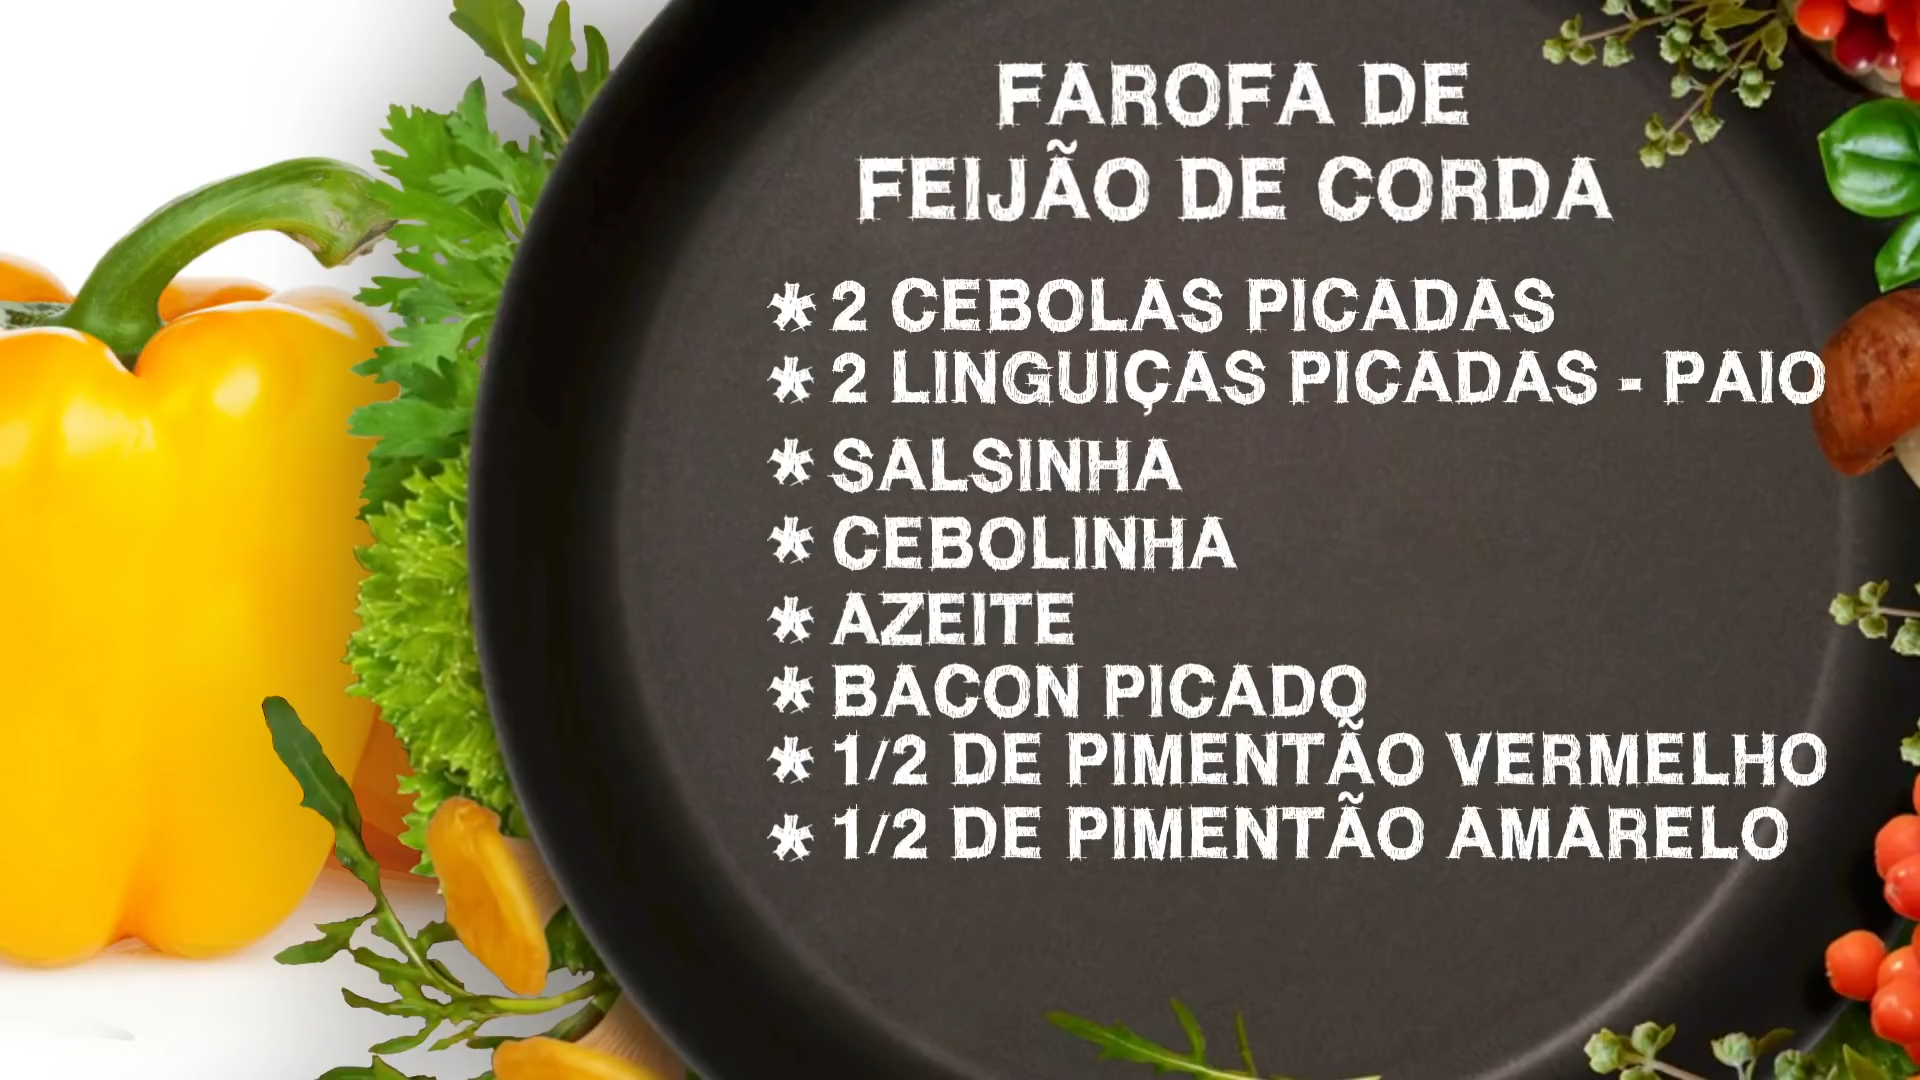 FAROFA DE
FEIJÃO DE CORDA
* 2 CEBOLAS PICADAS
* 2 LINGUIÇAS PICADAS - PAIO
* SALSINHA
* CEBOLINHA
* AZEITE
* BACON PICADO
* 1/2 DE PIMENTÃO VERMELHO
* 1/2 DE PIMENTÃO AMARELO